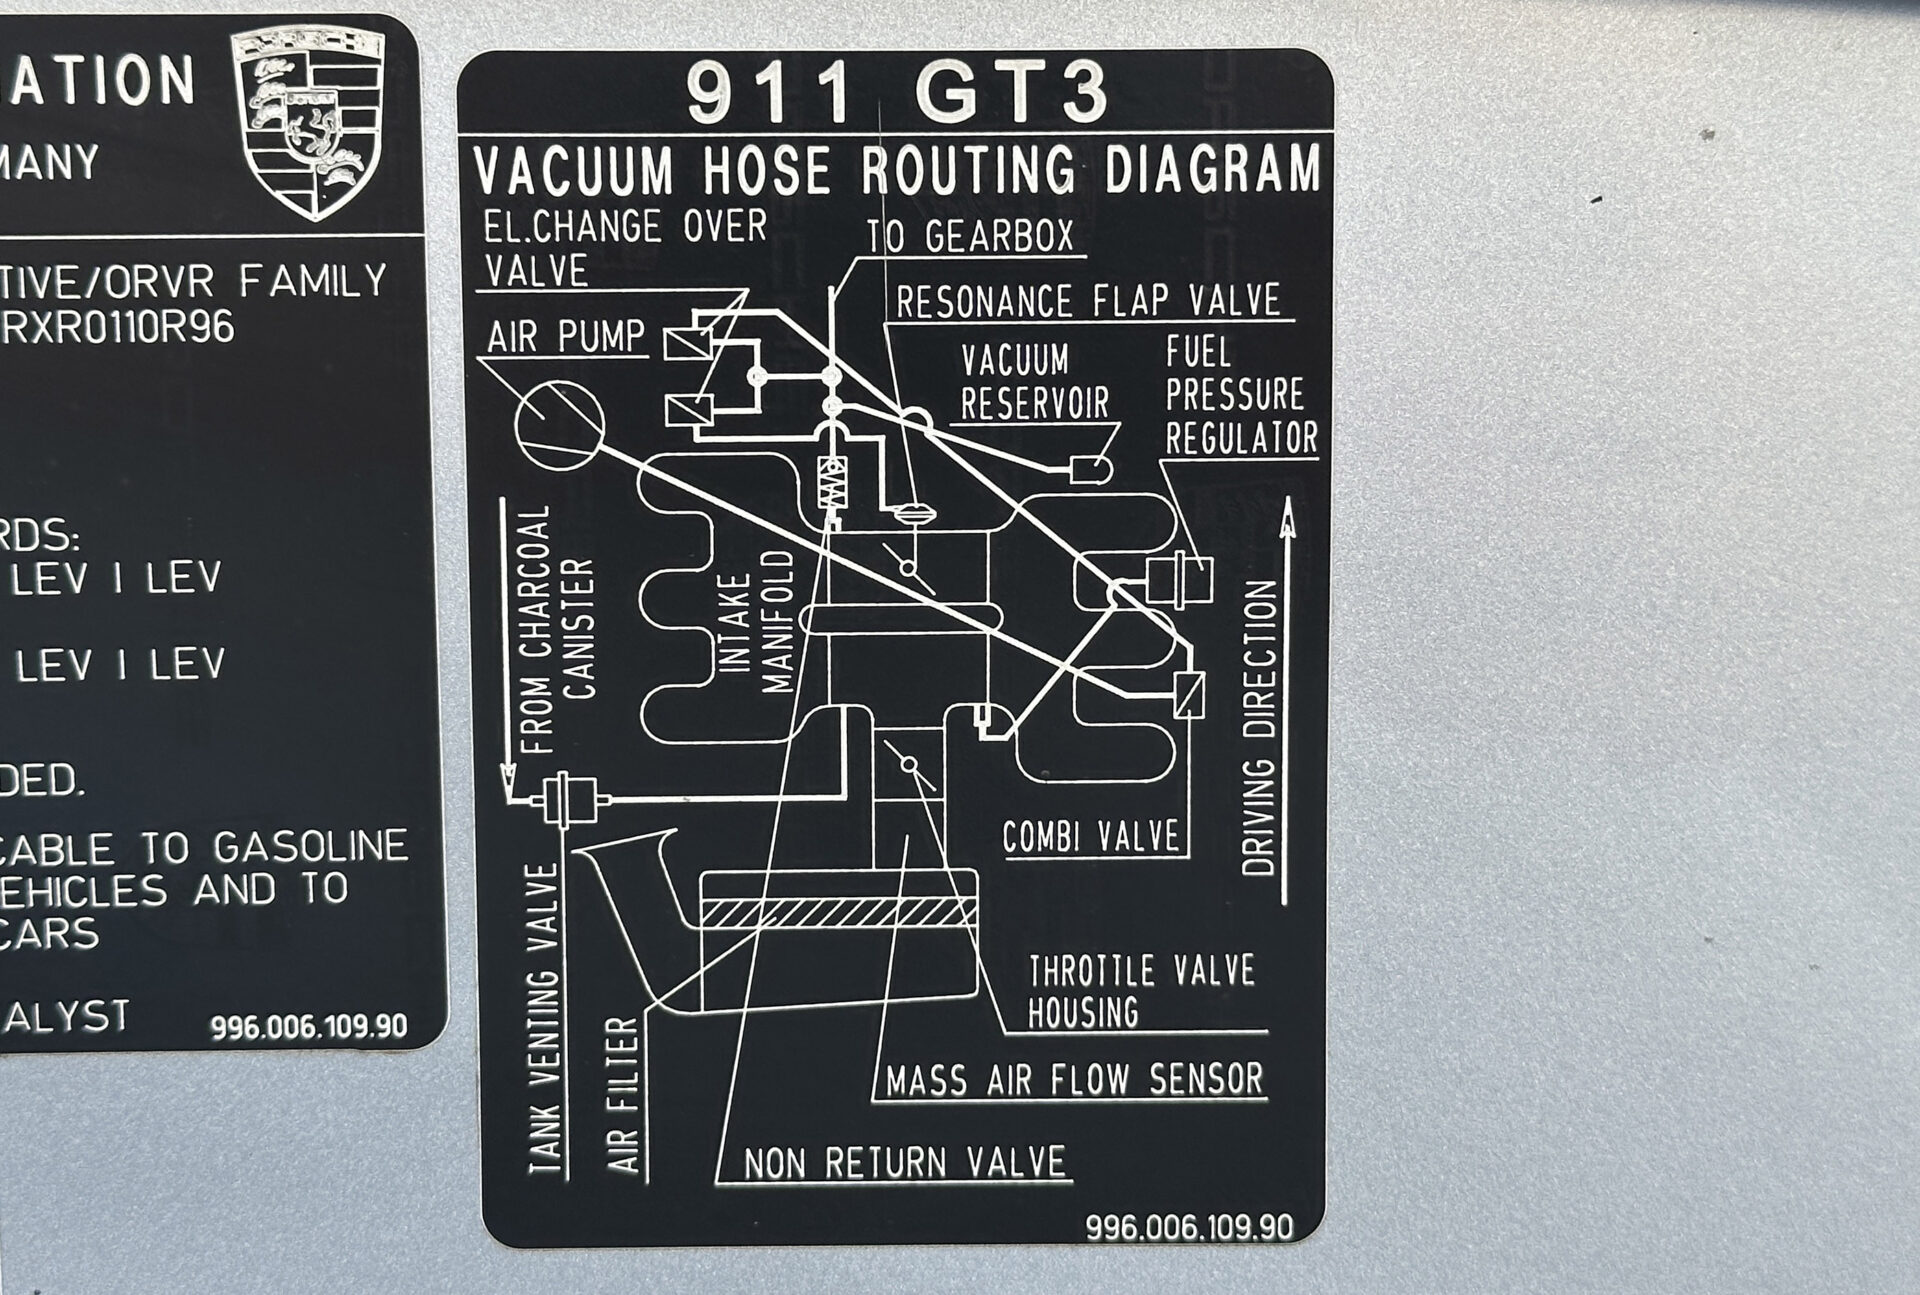 ATION
MANY
PORSCHE
TIVE/ORVR FAMILY
RXR0110R96
RDS:
LEV I LEV
LEV I LEV
DED.
CABLE TO GASOLINE
EHICLES AND TO
CARS
ALYST
996.006.109.90
911 GT3
VACUUM HOSE ROUTING DIAGRAM
EL.CHANGE OVER
VALVE
TO GEARBOX
RESONANCE FLAP VALVE
AIR PUMP
VACUUM
RESERVOIR
FUEL
PRESSURE
REGULATOR
FROM CHARCOAL
CANISTER
INTAKE
MANIFOLD
DRIVING DIRECTION
COMBI VALVE
TANK VENTING VALVE
AIR FILTER
THROTTLE VALVE
HOUSING
MASS AIR FLOW SENSOR
NON RETURN VALVE
996.006.109.90